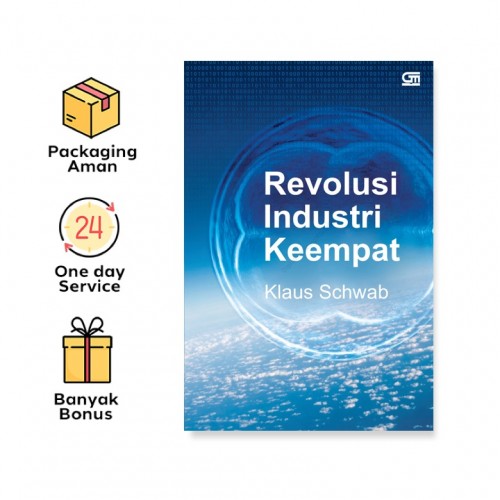 Packaging
Aman
24
One day
Service
Banyak
Bonus
Revolusi
Industri
Keempat
Klaus Schwab